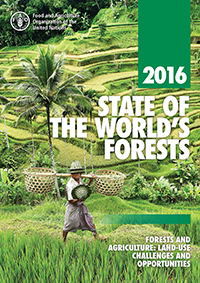 Food and Agriculture
Organization of the
United Nations
2016
STATE OF
THE WORLD'S
FORESTS
FORESTS AND
AGRICULTURE: LAND-USE
CHALLENGES AND
OPPORTUNITIES